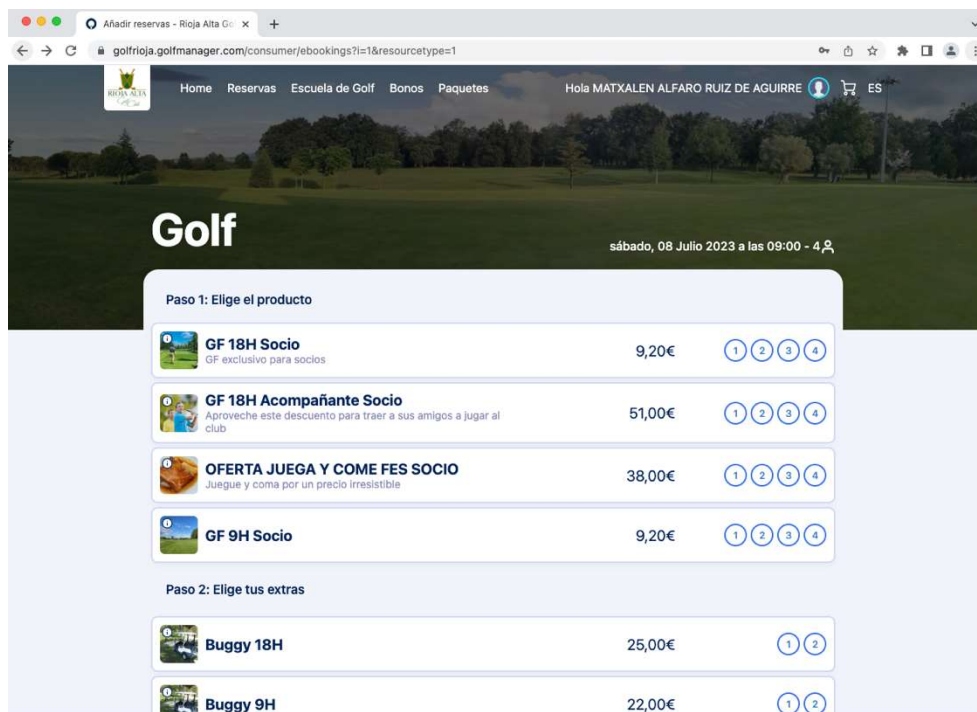 Añadir reservas - Rioja Alta Go
golfrioja.golfmanager.com/consumer/ebookings?i=1&resourcetype=1
RIOJA ALTA
Golf Club
Home Reservas Escuela de Golf Bonos Paquetes Hola MATXALEN ALFARO RUIZ DE AGUIRRE ES
Golf
sábado, 08 Julio 2023 a las 09:00 - 4
Paso 1: Elige el producto
GF 18H Socio
GF exclusivo para socios
9,20€ 1 2 3 4
GF 18H Acompañante Socio
Aproveche este descuento para traer a sus amigos a jugar al
club
51,00€ 1 2 3 4
OFERTA JUEGA Y COME FES SOCIO
Juegue y coma por un precio irresistible
38,00€ 1 2 3 4
GF 9H Socio 9,20€ 1 2 3 4
Paso 2: Elige tus extras
Buggy 18H 25,00€ 1 2
Buggy 9H 22,00€ 1 2